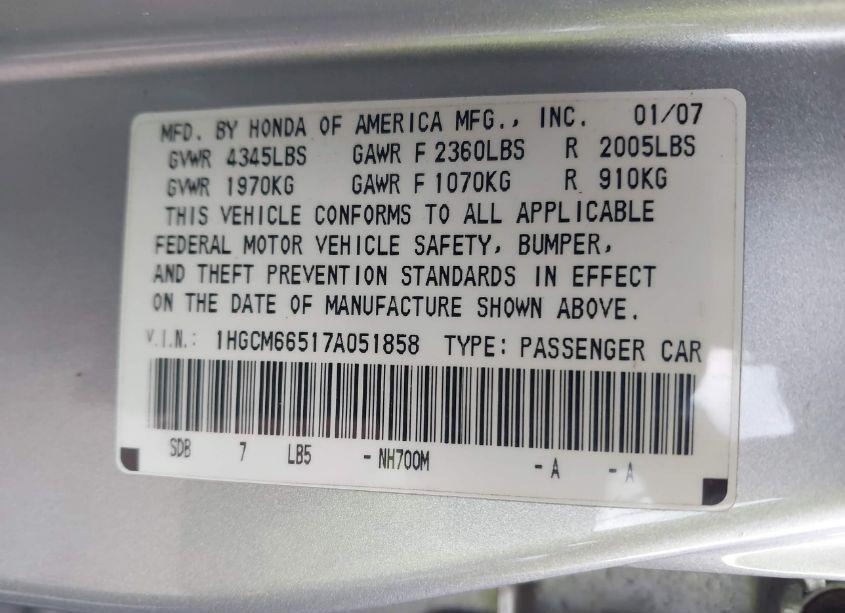 MFD. BY HONDA OF AMERICA MFG., INC. 01/07
GVWR 4345LBS GAWR F 2360LBS R 2005LBS
GVWR 1970KG GAWR F 1070KG R 910KG
THIS VEHICLE CONFORMS TO ALL APPLICABLE
FEDERAL MOTOR VEHICLE SAFETY, BUMPER,
AND THEFT PREVENTION STANDARDS IN EFFECT
ON THE DATE OF MANUFACTURE SHOWN ABOVE.
V.I.N.: 1HGCM66517A051858 TYPE: PASSENGER CAR
SDB 7 LB5 - NH700M - A - A